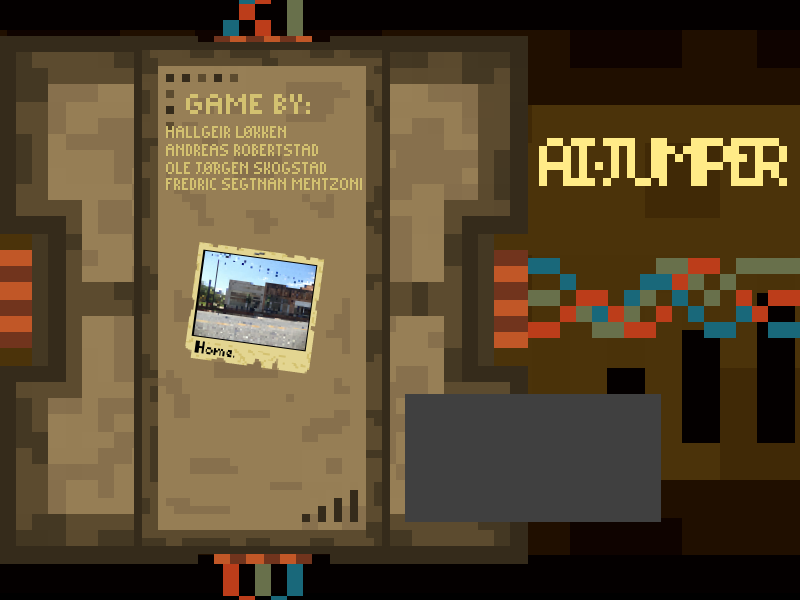 GAME BY:
HALLGEIR LØKKEN
ANDREAS ROBERTSTAD
OLE JØRGEN SKOGSTAD
FREDRIC SEGTNAN MENTZONI
AI-JUMPER
Home.